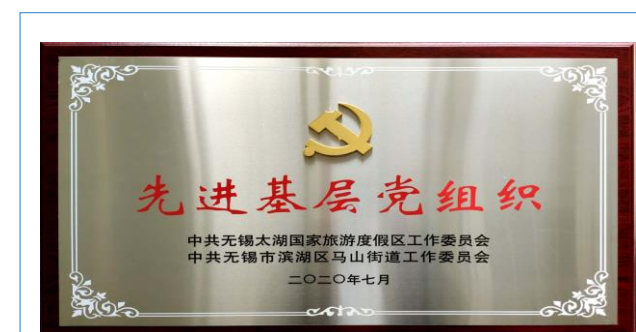 先进基层党组织
中共无锡太湖国家旅游度假区工作委员会
中共无锡市滨湖区马山街道工作委员会
二〇二〇年七月